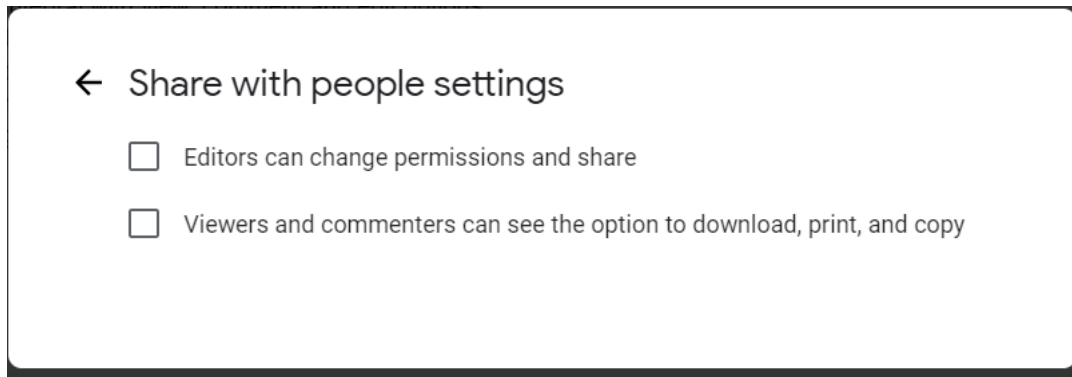 Share with people settings
Editors can change permissions and share
Viewers and commenters can see the option to download, print, and copy